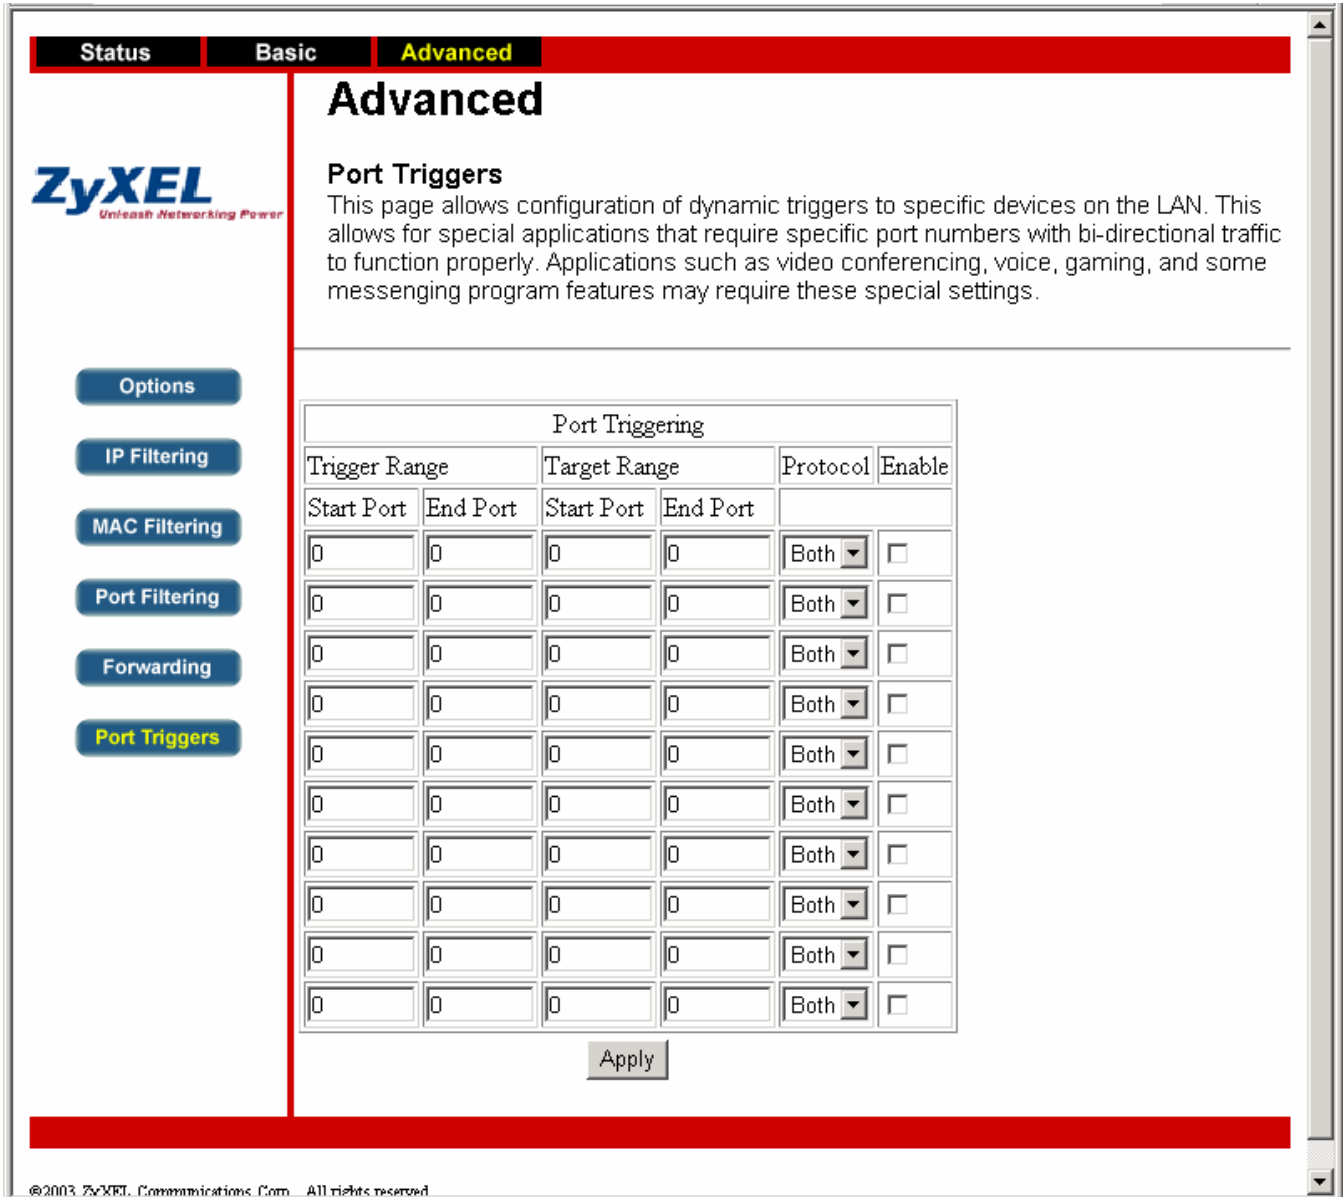 Status Basic Advanced
Advanced
ZyXEL
Unleash Networking Power
Port Triggers
This page allows configuration of dynamic triggers to specific devices on the LAN. This
allows for special applications that require specific port numbers with bi-directional traffic
to function properly. Applications such as video conferencing, voice, gaming, and some
messenging program features may require these special settings.
Options
IP Filtering
MAC Filtering
Port Filtering
Forwarding
Port Triggers
Port Triggering
Trigger Range Target Range Protocol Enable
Start Port End Port Start Port End Port
0 0 0 0 Both
0 0 0 0 Both
0 0 0 0 Both
0 0 0 0 Both
0 0 0 0 Both
0 0 0 0 Both
0 0 0 0 Both
0 0 0 0 Both
0 0 0 0 Both
0 0 0 0 Both
Apply
©2003 ZyXEL Communications Corp. All rights reserved